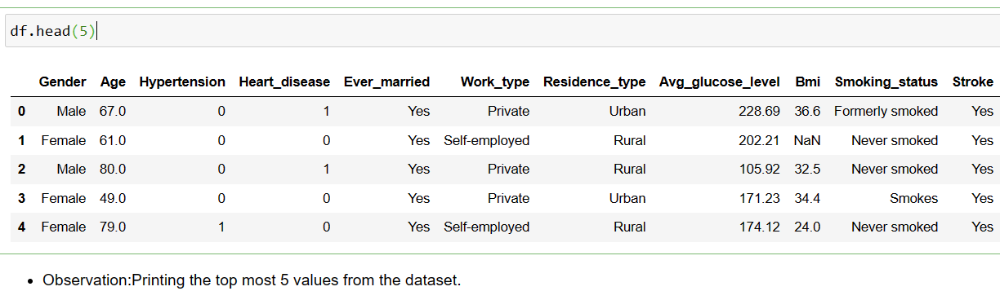 df.head(5)
Gender Age Hypertension Heart_disease Ever_married Work_type Residence_type Avg_glucose_level Bmi Smoking_status Stroke
0 Male 67.0 0 1 Yes Private Urban 228.69 36.6 Formerly smoked Yes
1 Female 61.0 0 0 Yes Self-employed Rural 202.21 NaN Never smoked Yes
2 Male 80.0 0 1 Yes Private Rural 105.92 32.5 Never smoked Yes
3 Female 49.0 0 0 Yes Private Urban 171.23 34.4 Smokes Yes
4 Female 79.0 1 0 Yes Self-employed Rural 174.12 24.0 Never smoked Yes
• Observation:Printing the top most 5 values from the dataset.